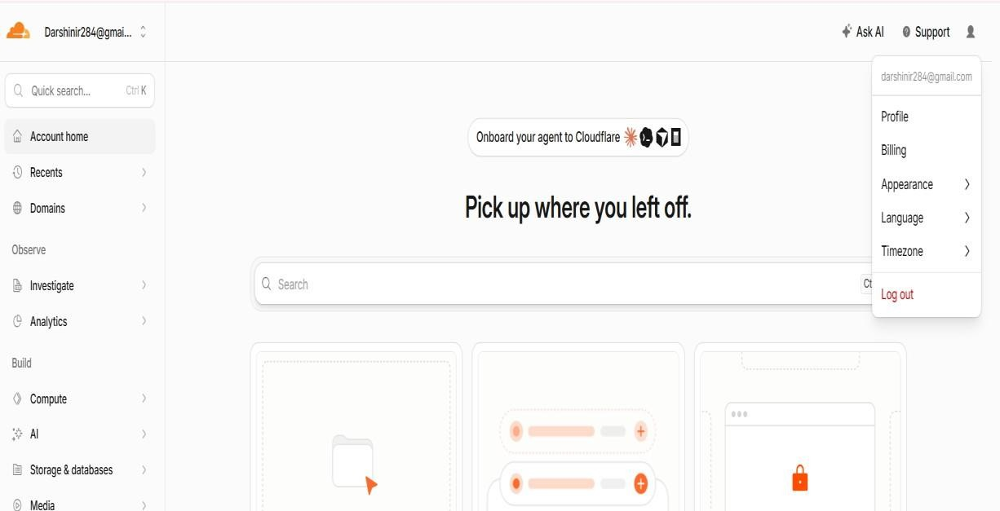 Darshinir284@gmai...
Ask AI
Support
Quick search...
Ctrl K
Account home
Recents
Domains
Observe
Investigate
Analytics
Build
Compute
AI
Storage & databases
Media
Onboard your agent to Cloudflare
Pick up where you left off.
Search
Ct
darshinir284@gmail.com
Profile
Billing
Appearance
Language
Timezone
Log out